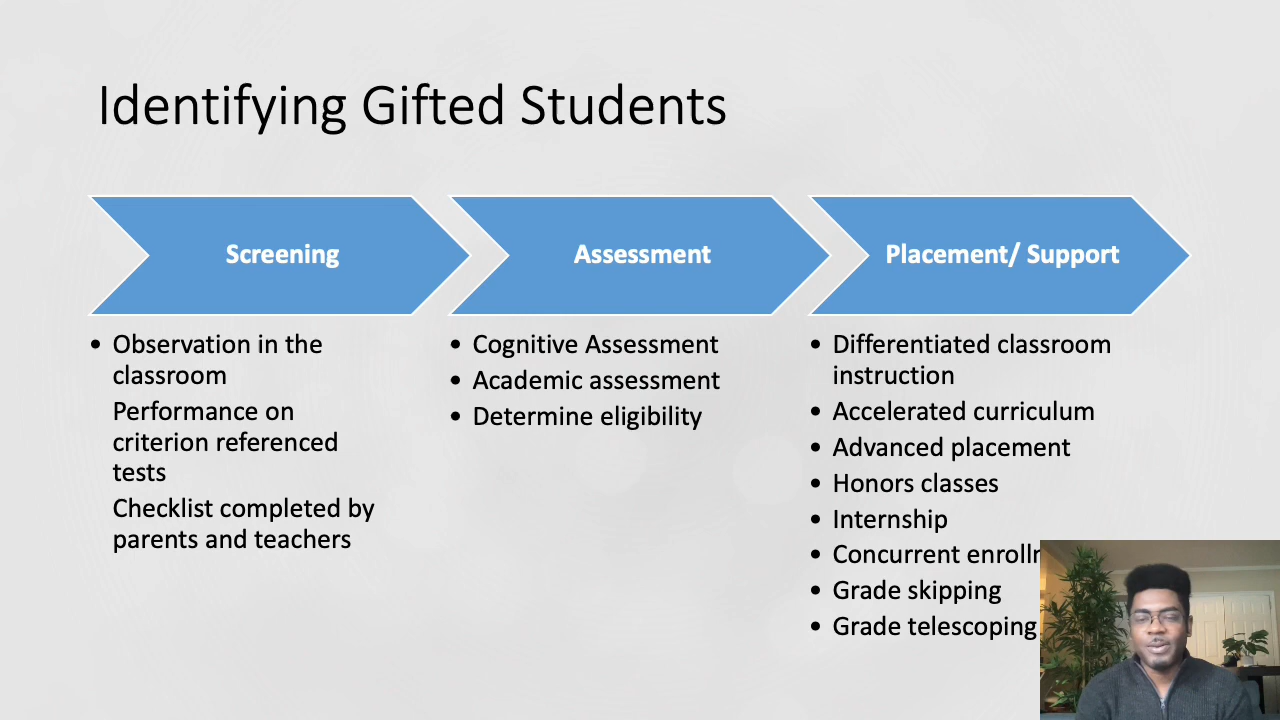 Identifying Gifted Students
Screening
• Observation in the
classroom
Performance on
criterion referenced
tests
Checklist completed by
parents and teachers
Assessment
• Cognitive Assessment
• Academic assessment
• Determine eligibility
Placement/ Support
• Differentiated classroom
instruction
• Accelerated curriculum
• Advanced placement
• Honors classes
• Internship
• Concurrent
• Grade skipping
• Grade telescoping